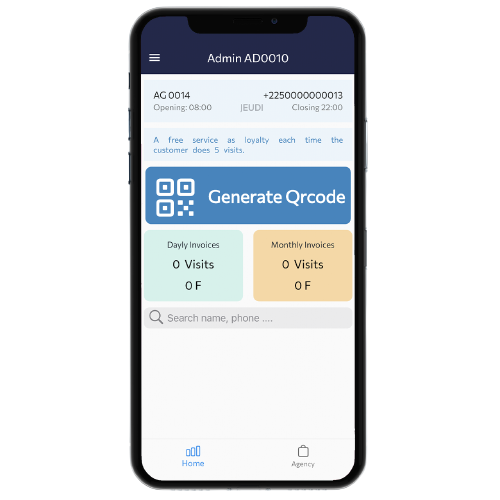 Admin AD0010
AG 0014 +2250000000013
Opening: 08:00 JEUDI Closing 22:00
A free service as loyalty each time the
customer does 5 visits.
Generate Qrcode
Dayly Invoices Monthly Invoices
0 Visits 0 Visits
0 F 0 F
Search name, phone ....
Home Agency